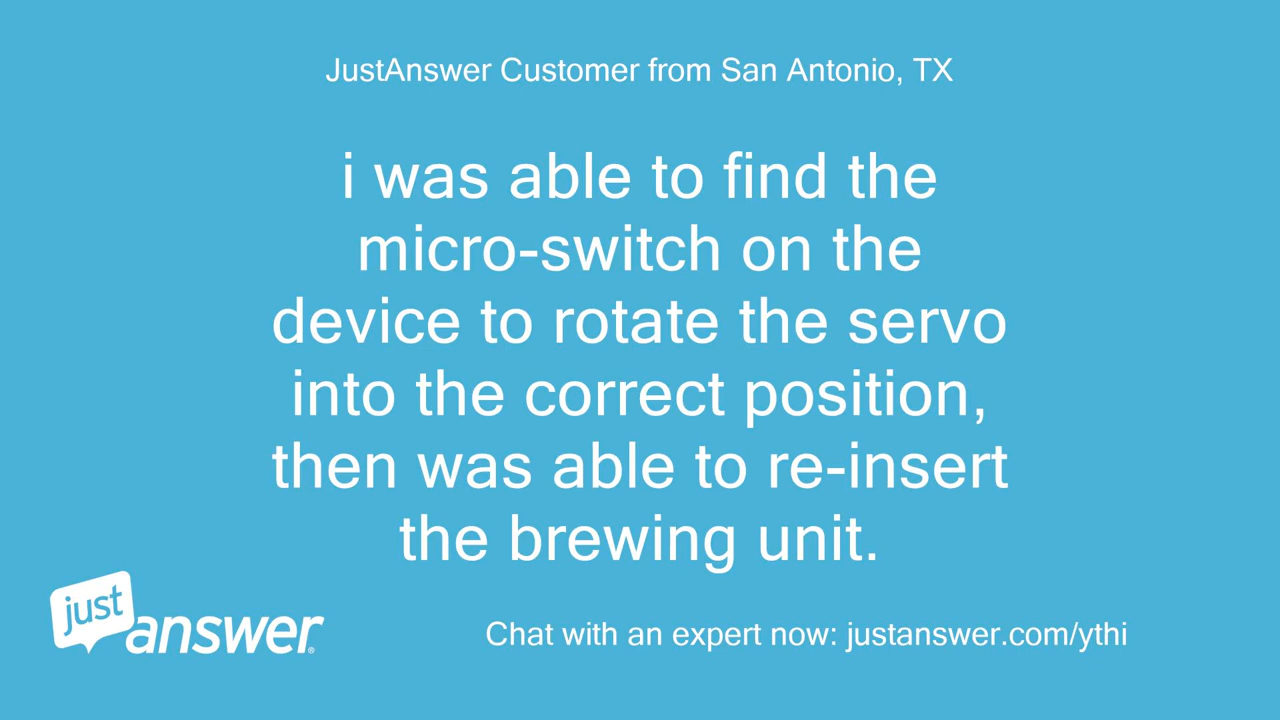 JustAnswer Customer from San Antonio, TX
i was able to find the
micro-switch on the
device to rotate the servo
into the correct position,
then was able to re-insert
the brewing unit.
just
answer®
Chat with an expert now: justanswer.com/ythi